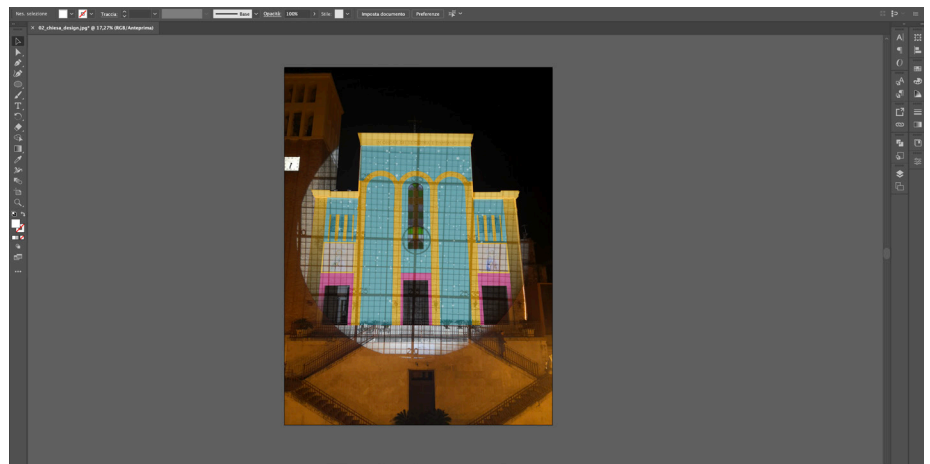 Nes. selezione Traccia: Base Opacità: 100% Stile: Imposta documento Preferenze
× 02_chiesa_design.jpg* @ 17,27% (RGB/Anteprima)